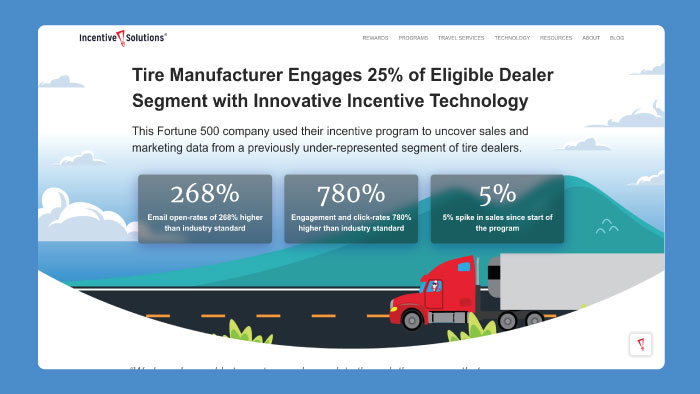 Incentive Solutions®
REWARDS PROGRAMS TRAVEL SERVICES TECHNOLOGY RESOURCES ABOUT BLOG
Tire Manufacturer Engages 25% of Eligible Dealer
Segment with Innovative Incentive Technology
This Fortune 500 company used their incentive program to uncover sales and
marketing data from a previously under-represented segment of tire dealers.
268%
Email open-rates of 268% higher
than industry standard
780%
Engagement and click-rates 780%
higher than industry standard
5%
5% spike in sales since start of
the program